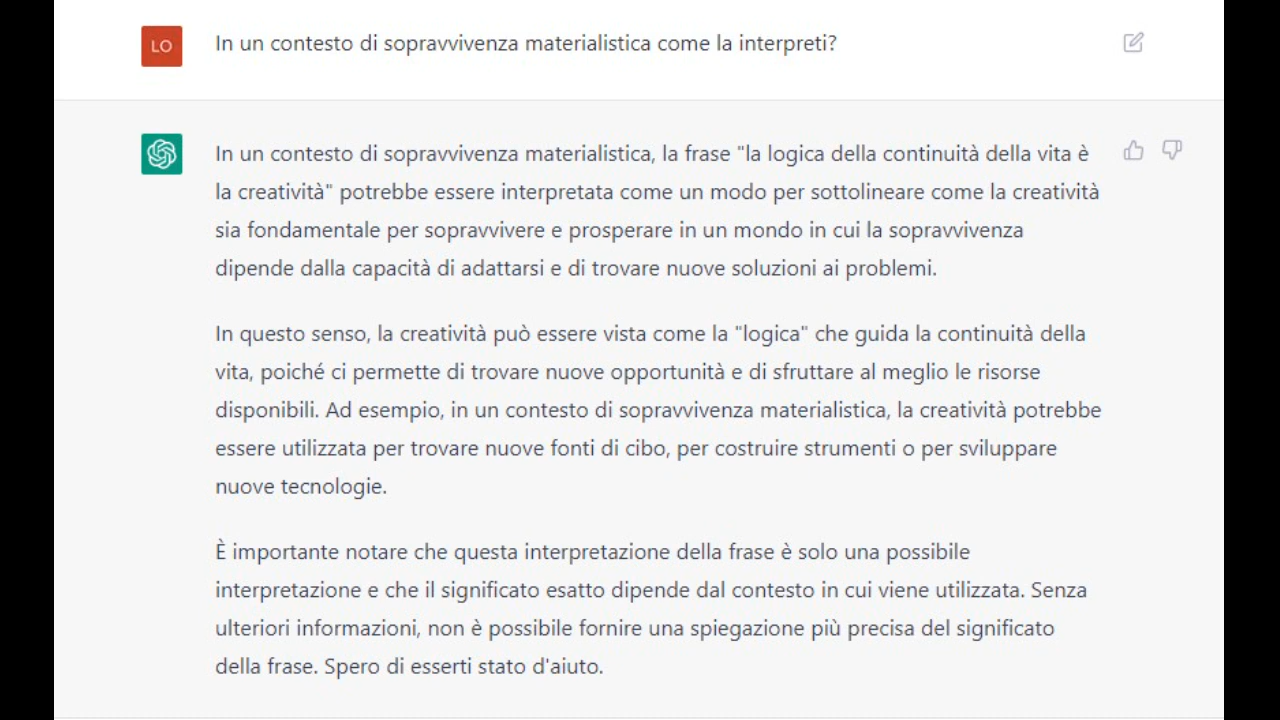 LO
In un contesto di sopravvivenza materialistica come la interpreti?
In un contesto di sopravvivenza materialistica, la frase "la logica della continuità della vita è
la creatività" potrebbe essere interpretata come un modo per sottolineare come la creatività
sia fondamentale per sopravvivere e prosperare in un mondo in cui la sopravvivenza
dipende dalla capacità di adattarsi e di trovare nuove soluzioni ai problemi.
In questo senso, la creatività può essere vista come la "logica" che guida la continuità della
vita, poiché ci permette di trovare nuove opportunità e di sfruttare al meglio le risorse
disponibili. Ad esempio, in un contesto di sopravvivenza materialistica, la creatività potrebbe
essere utilizzata per trovare nuove fonti di cibo, per costruire strumenti o per sviluppare
nuove tecnologie.
È importante notare che questa interpretazione della frase è solo una possibile
interpretazione e che il significato esatto dipende dal contesto in cui viene utilizzata. Senza
ulteriori informazioni, non è possibile fornire una spiegazione più precisa del significato
della frase. Spero di esserti stato d'aiuto.